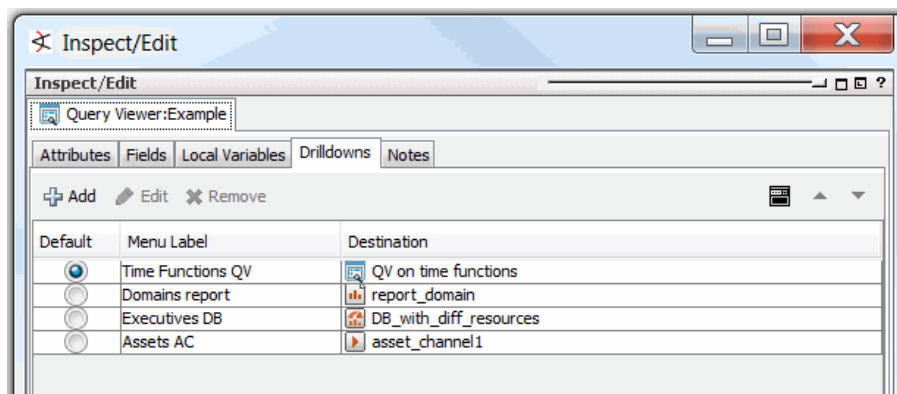 Inspect/Edit
Inspect/Edit ?
Query Viewer:Example
Attributes Fields Local Variables Drilldowns Notes
Add Edit Remove
Default Menu Label Destination
Time Functions QV QV on time functions
Domains report report_domain
Executives DB DB_with_diff_resources
Assets AC asset_channel1